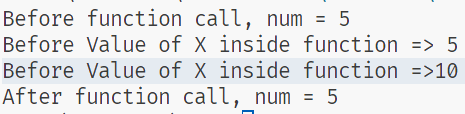 Before function call, num = 5
Before Value of X inside function => 5
Before Value of X inside function =>10
After function call, num = 5